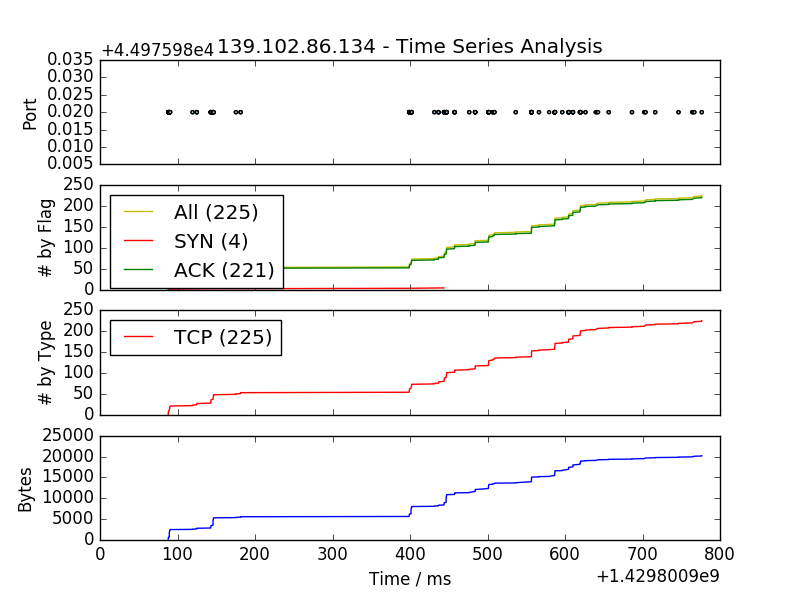 +4.497598e4 139.102.86.134 - Time Series Analysis
0.035
0.030
0.025
0.020
0.015
0.010
0.005
Port
250
200
150
100
50
0
# by Flag
All (225)
SYN (4)
ACK (221)
250
200
150
100
50
0
# by Type
TCP (225)
25000
20000
15000
10000
5000
0
Bytes
0 100 200 300 400 500 600 700 800
Time / ms
+1.4298009e9